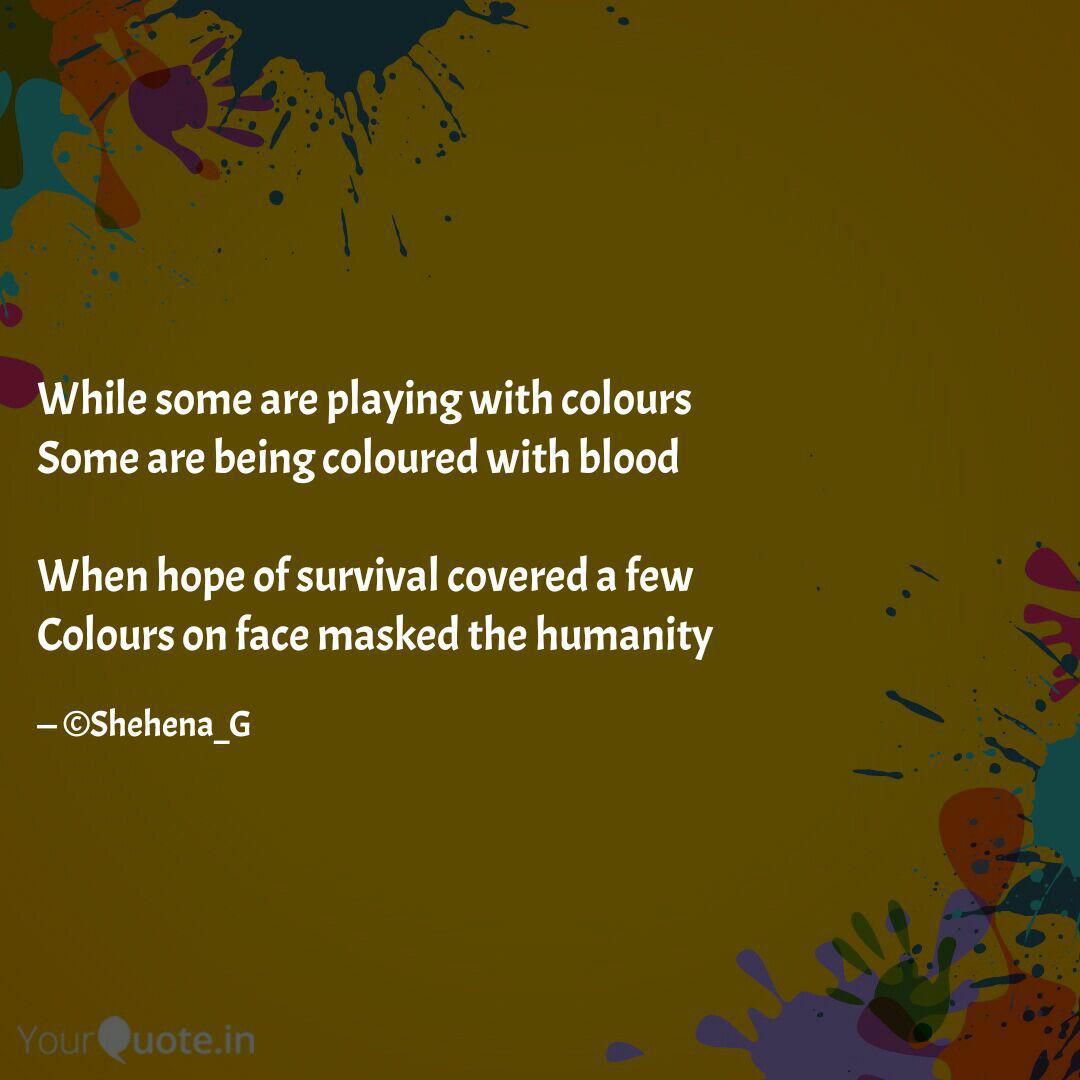 While some are playing with colours
Some are being coloured with blood
When hope of survival covered a few
Colours on face masked the humanity
– ©Shehena_G
YourQuote.in